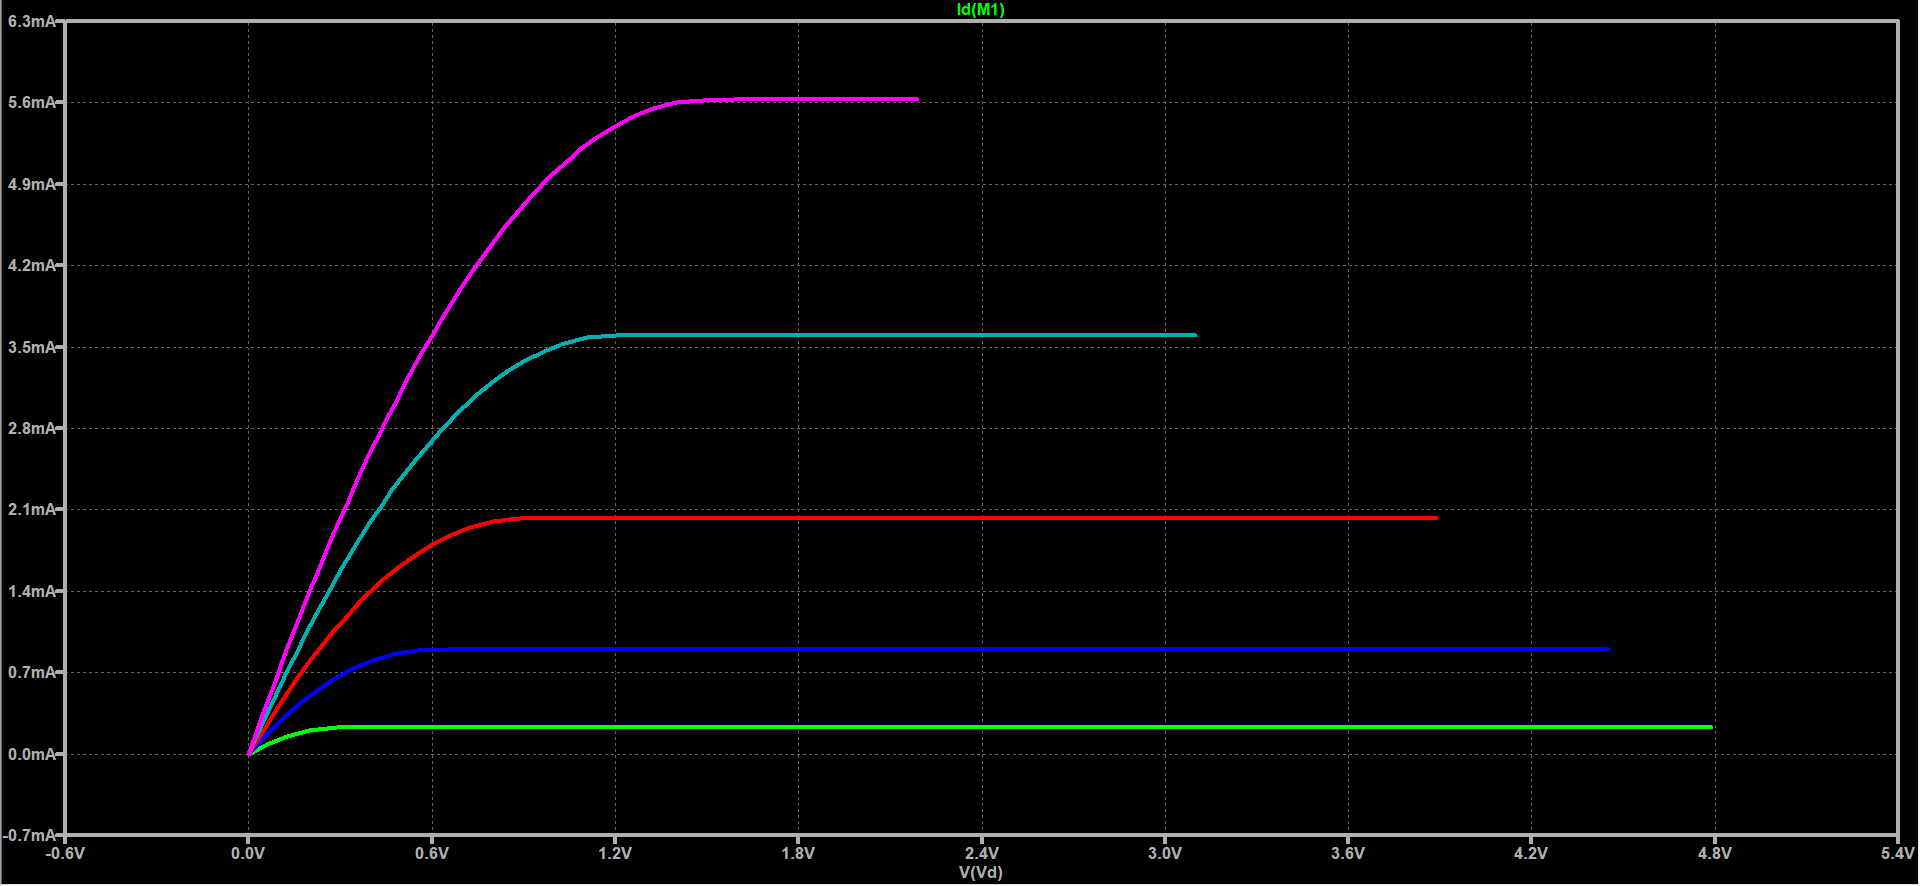 Id(M1)
6.3mA
5.6mA
4.9mA
4.2mA
3.5mA
2.8mA
2.1mA
1.4mA
0.7mA
0.0mA
-0.7mA
-0.6V 0.0V 0.6V 1.2V 1.8V 2.4V 3.0V 3.6V 4.2V 4.8V 5.4V
V(Vd)